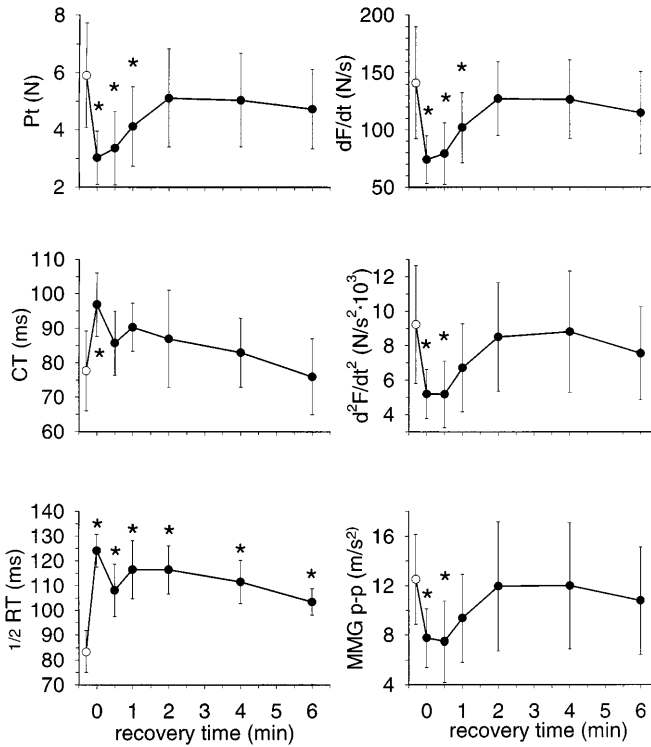 8
6
4
2
Pt (N)
* * *
200
150
100
50
dF/dt (N/s)
* * *
110
100
90
80
70
60
CT (ms)
*
12
10
8
6
4
d²F/dt² (N/s²·10³)
* *
140
130
120
110
100
90
80
70
1/2 RT (ms)
* * * * * *
0 1 2 3 4 5 6
recovery time (min)
16
12
8
4
MMG p-p (m/s²)
* *
0 1 2 3 4 5 6
recovery time (min)